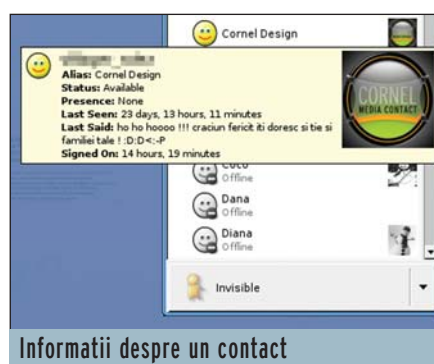 Cornel Design
Alias: Cornel Design
Status: Available
Presence: None
Last Seen: 23 days, 13 hours, 11 minutes
Last Said: ho ho hoooo !!! craciun fericit iti doresc si tie si
familiei tale ! :D:D<:-P
Signed On: 14 hours, 19 minutes
CORNEL
MEDIA CONTACT
Coco
Offline
Dana
Offline
Diana
Offline
Invisible
Informatii despre un contact